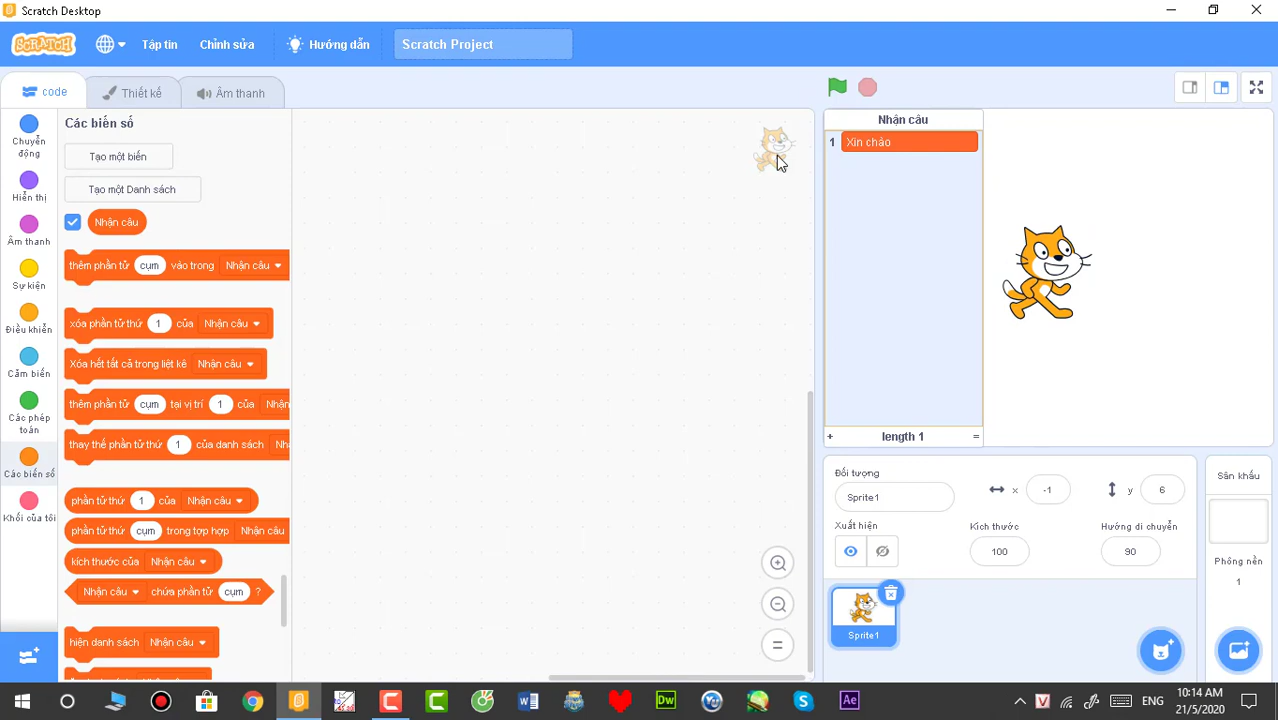 Scratch Desktop
SCRATCH
Tập tin
Chỉnh sửa
Hướng dẫn
Scratch Project
code
Thiết kế
Âm thanh
Chuyển động
Hiển thị
Âm thanh
Sự kiện
Điều khiển
Cảm biến
Các phép toán
Các biến số
Khối của tôi
Các biến số
Tạo một biến
Tạo một Danh sách
Nhận câu
thêm phần tử cụm vào trong Nhận câu
xóa phần tử thứ 1 của Nhận câu
Xóa hết tất cả trong liệt kê Nhận câu
thêm phần tử cụm tại vị trí 1 của Nhận
thay thế phần tử thứ 1 của danh sách
phần tử thứ 1 của Nhận câu
phần tử thứ cụm trong tợp hợp Nhận câu
kích thước của Nhận câu
Nhận câu chứa phần tử cụm ?
hiện danh sách Nhận câu
Nhận câu
1 Xin chào
+ length 1 =
Đối tượng
Sprite1
x -1
y 6
Xuất hiện
Kích thước
100
Hướng di chuyển
90
Sprite1
Sân khấu
Phông nền
1
10:14 AM
ENG
21/5/2020